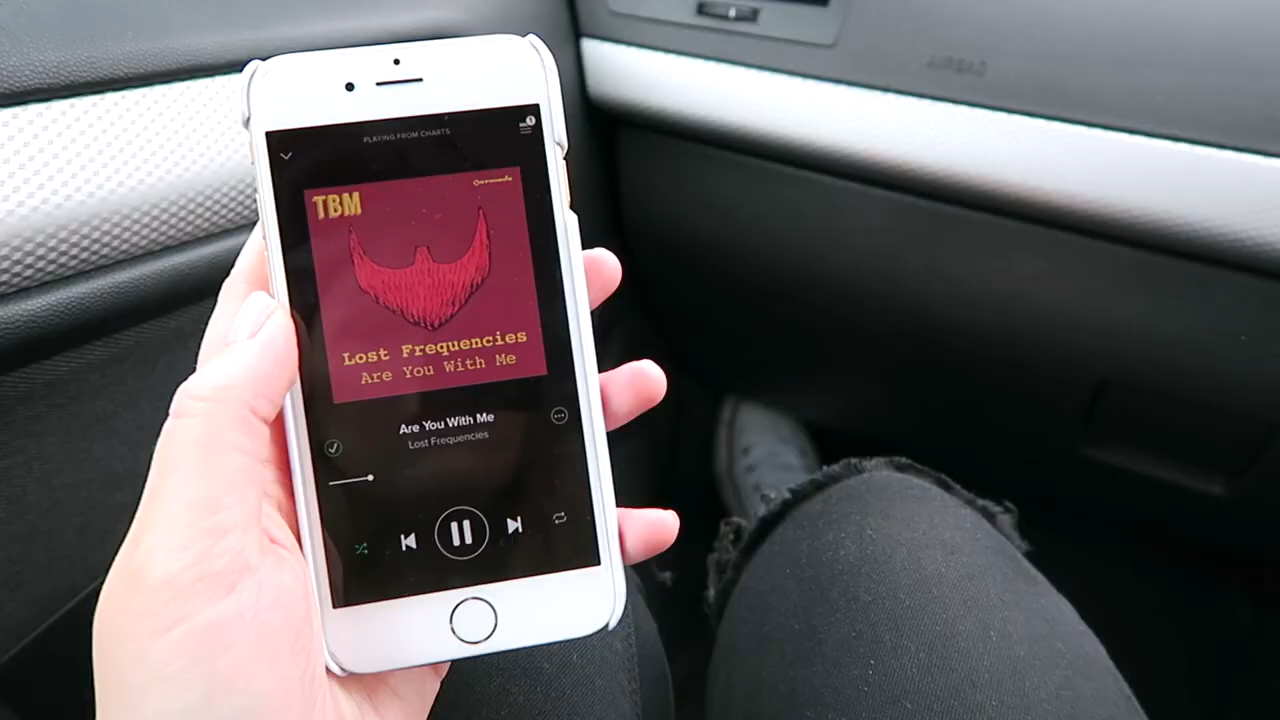 AIRBAG
PLAYING FROM CHARTS
TBM
armada
Lost Frequencies
Are You With Me
Are You With Me
Lost Frequencies